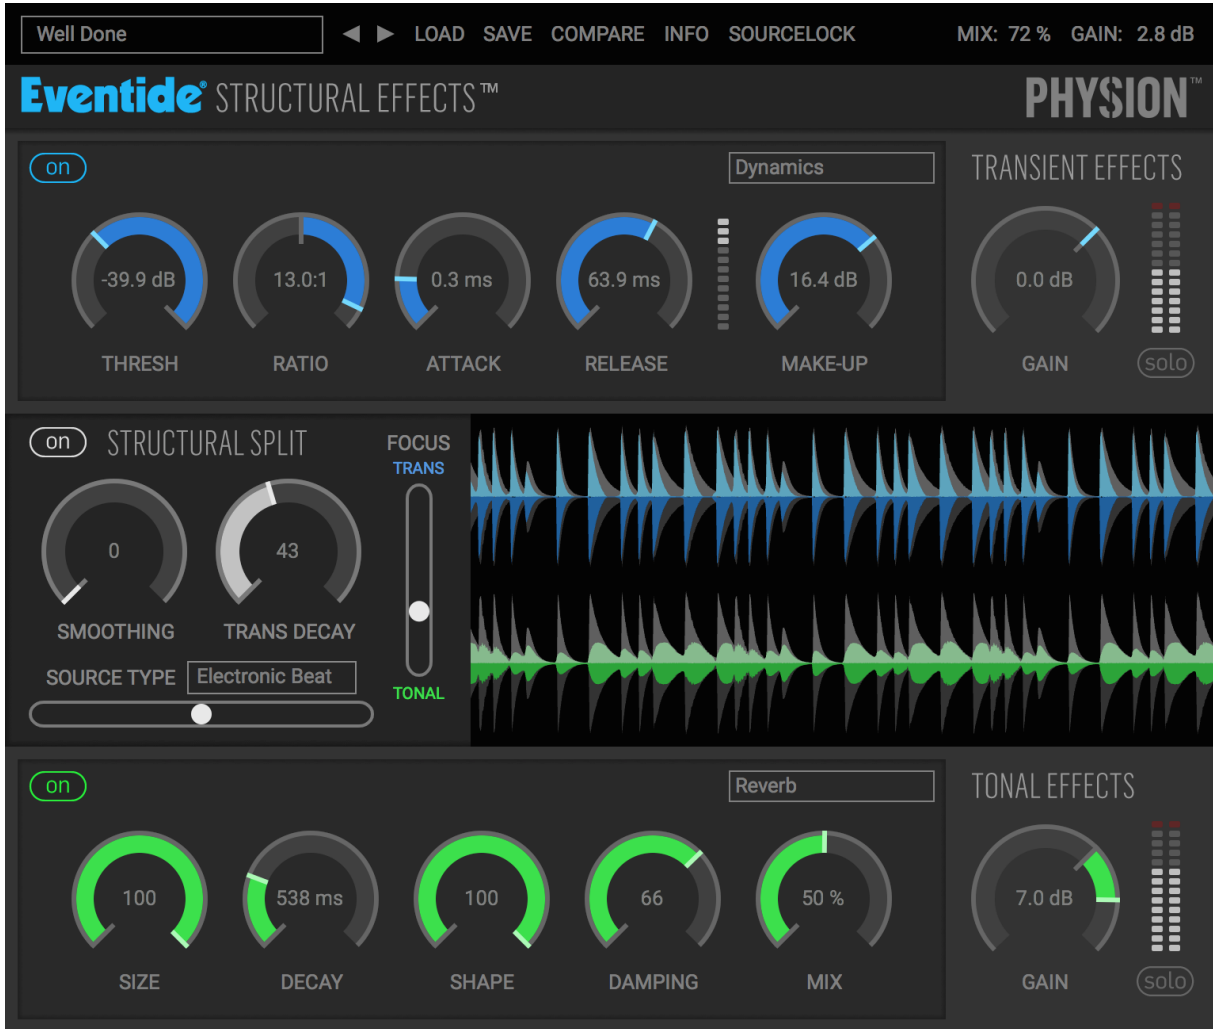 Well Done LOAD SAVE COMPARE INFO SOURCELOCK MIX: 72 % GAIN: 2.8 dB
Eventide® STRUCTURAL EFFECTS™ PHYSION™
on Dynamics TRANSIENT EFFECTS
-39.9 dB 13.0:1 0.3 ms 63.9 ms 16.4 dB 0.0 dB
THRESH RATIO ATTACK RELEASE MAKE-UP GAIN solo
on STRUCTURAL SPLIT FOCUS
TRANS
0 43
SMOOTHING TRANS DECAY
SOURCE TYPE Electronic Beat
TONAL
on Reverb TONAL EFFECTS
100 538 ms 100 66 50 % 7.0 dB
SIZE DECAY SHAPE DAMPING MIX GAIN solo